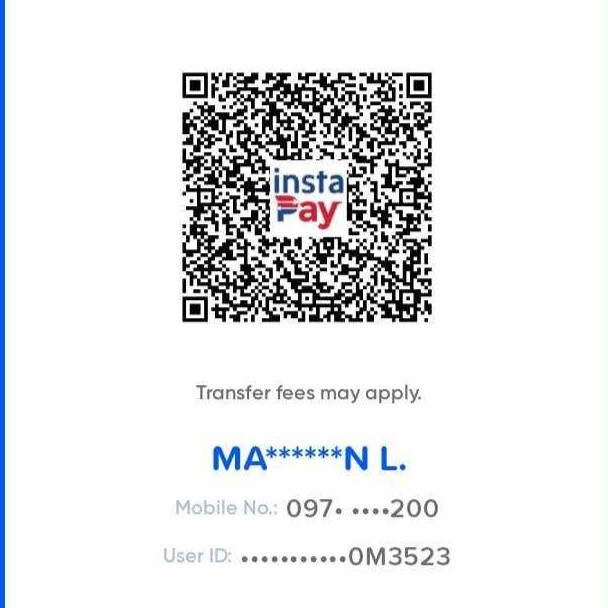 insta
Pay
Transfer fees may apply.
MA******N L.
Mobile No.: 097• ••••200
User ID: •••••••••••0M3523